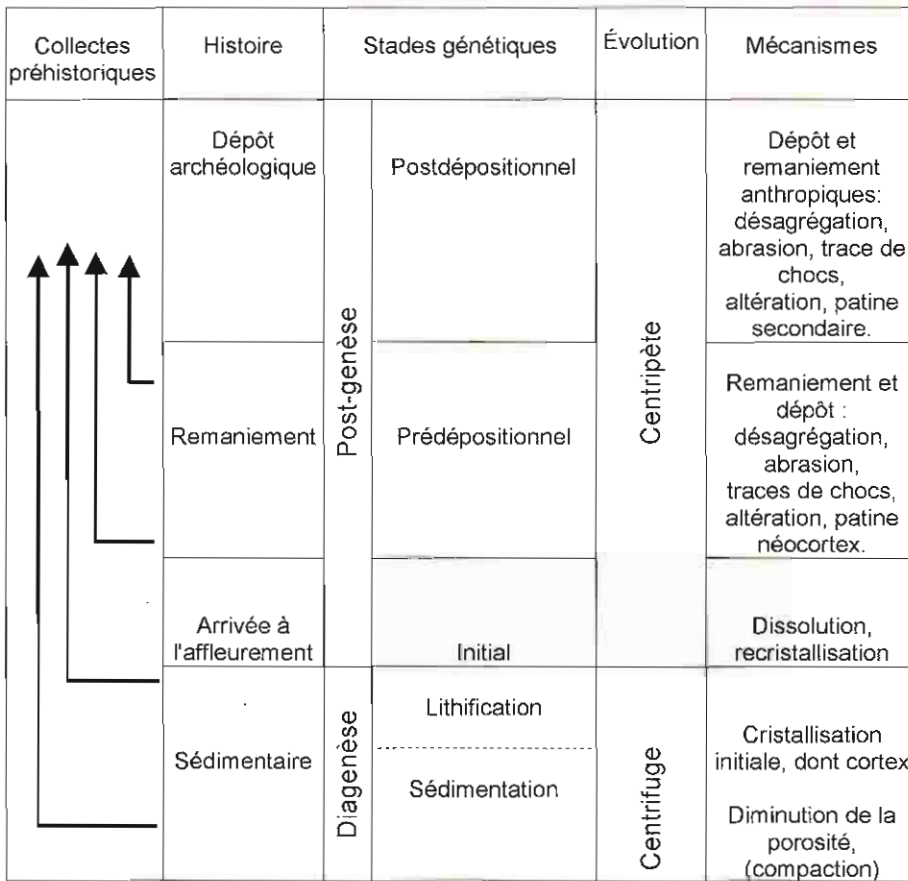 Collectes
préhistoriques
Histoire
Stades génétiques
Évolution
Mécanismes
Dépôt
archéologique
Postdépositionnel
Dépôt et
remaniement
anthropiques:
désagrégation,
abrasion, trace de
chocs,
altération, patine
secondaire.
Post-genèse
Centripète
Remaniement
Prédépositionnel
Remaniement et
dépôt :
désagrégation,
abrasion,
traces de chocs,
altération, patine
néocortex.
Arrivée à
l'affleurement
Initial
Dissolution,
recristallisation
Sédimentaire
Diagenèse
Lithification
Sédimentation
Centrifuge
Cristallisation
initiale, dont cortex
Diminution de la
porosité,
(compaction)